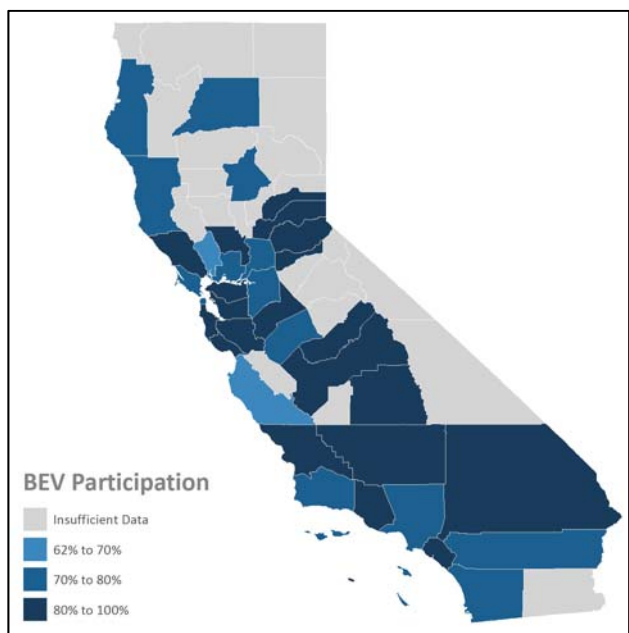 BEV Participation
Insufficient Data
62% to 70%
70% to 80%
80% to 100%